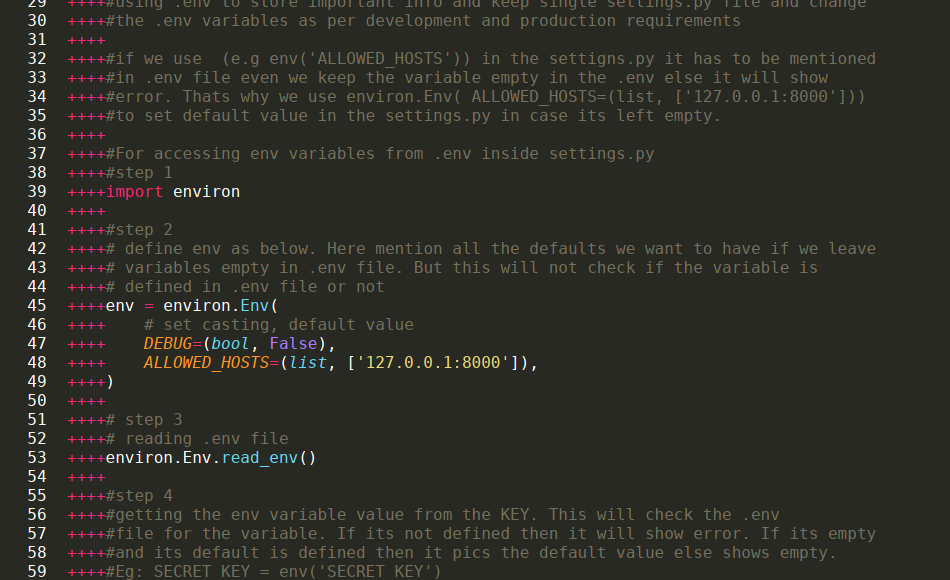 29 ++++#using .env to store important info and keep single settings.py file and change
30 ++++#the .env variables as per development and production requirements
31 ++++
32 ++++#if we use  (e.g env('ALLOWED_HOSTS')) in the settigns.py it has to be mentioned
33 ++++#in .env file even we keep the variable empty in the .env else it will show
34 ++++#error. Thats why we use environ.Env( ALLOWED_HOSTS=(list, ['127.0.0.1:8000']))
35 ++++#to set default value in the settings.py in case its left empty.
36 ++++
37 ++++#For accessing env variables from .env inside settings.py
38 ++++#step 1
39 ++++import environ
40 ++++
41 ++++#step 2
42 ++++# define env as below. Here mention all the defaults we want to have if we leave
43 ++++# variables empty in .env file. But this will not check if the variable is
44 ++++# defined in .env file or not
45 ++++env = environ.Env(
46 ++++    # set casting, default value
47 ++++    DEBUG=(bool, False),
48 ++++    ALLOWED_HOSTS=(list, ['127.0.0.1:8000']),
49 ++++)
50 ++++
51 ++++# step 3
52 ++++# reading .env file
53 ++++environ.Env.read_env()
54 ++++
55 ++++#step 4
56 ++++#getting the env variable value from the KEY. This will check the .env
57 ++++#file for the variable. If its not defined then it will show error. If its empty
58 ++++#and its default is defined then it pics the default value else shows empty.
59 ++++#Eg: SECRET_KEY = env('SECRET_KEY')